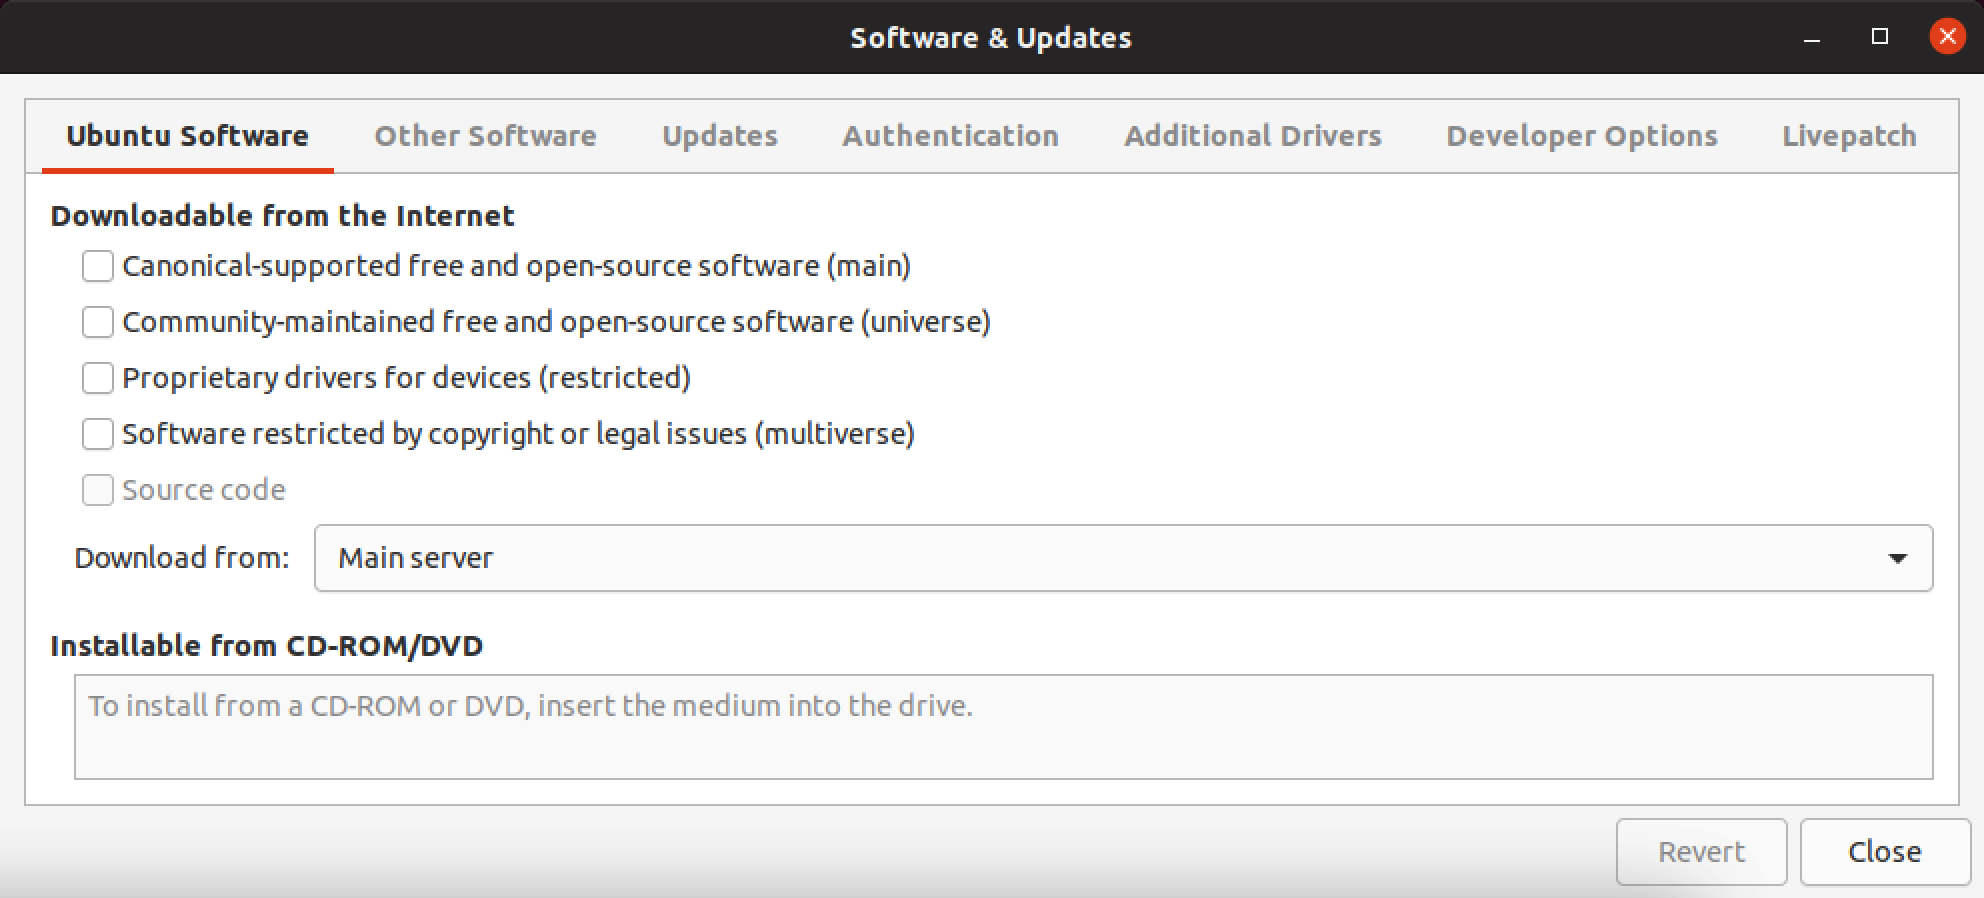 Software & Updates
Ubuntu Software Other Software Updates Authentication Additional Drivers Developer Options Livepatch
Downloadable from the Internet
Canonical-supported free and open-source software (main)
Community-maintained free and open-source software (universe)
Proprietary drivers for devices (restricted)
Software restricted by copyright or legal issues (multiverse)
Source code
Download from: Main server
Installable from CD-ROM/DVD
To install from a CD-ROM or DVD, insert the medium into the drive.
Revert Close